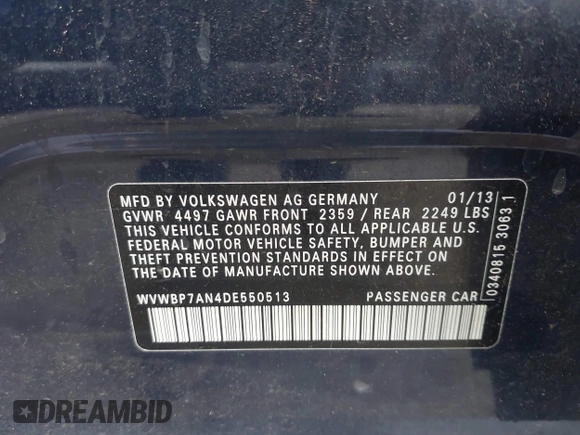 MFD BY VOLKSWAGEN AG GERMANY 01/13
GVWR 4497 GAWR FRONT 2359 / REAR 2249 LBS
THIS VEHICLE CONFORMS TO ALL APPLICABLE U.S.
FEDERAL MOTOR VEHICLE SAFETY, BUMPER AND
THEFT PREVENTION STANDARDS IN EFFECT ON
THE DATE OF MANUFACTURE SHOWN ABOVE.
WVWBP7AN4DE550513 PASSENGER CAR
0340815 3063 1
DREAMBID